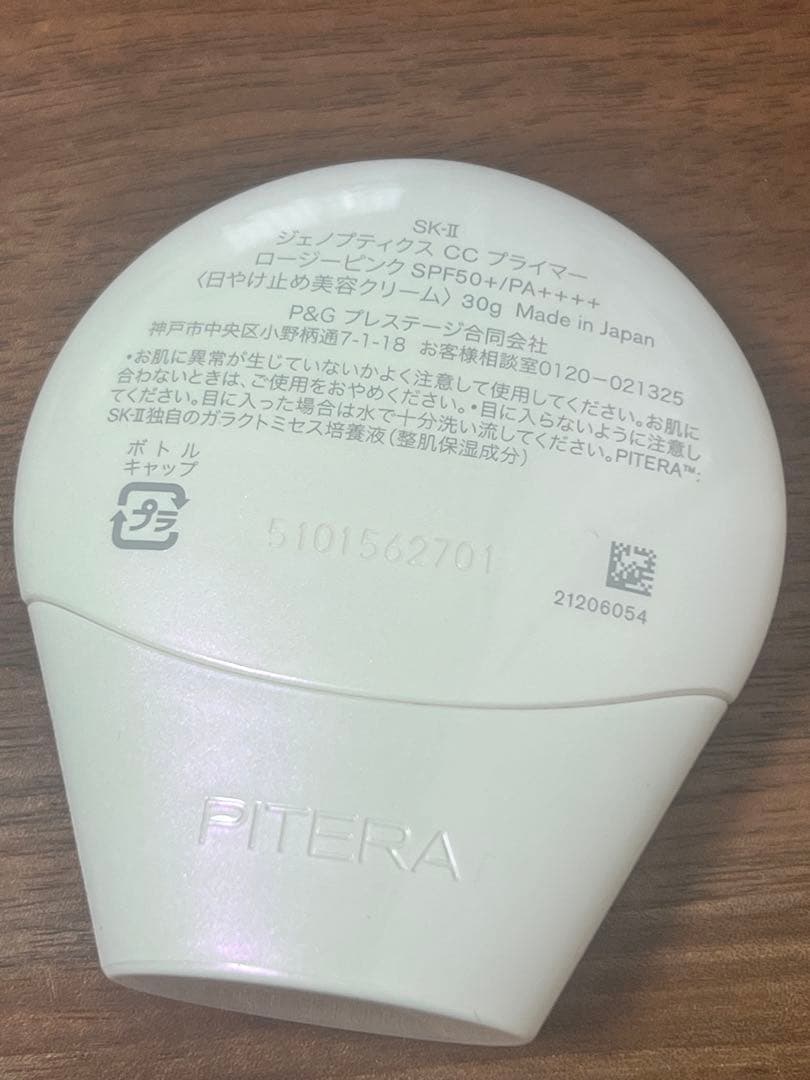 SK-II
ジェノプティクス CC プライマー
ロージーピンク SPF50+/PA++++
〈日やけ止め美容クリーム〉 30g Made in Japan
P&G プレステージ合同会社
神戸市中央区小野柄通7-1-18 お客様相談室0120-021325
・お肌に異常が生じていないかよく注意して使用してください。お肌に
合わないときは、ご使用をおやめください。・目に入らないように注意し
てください。目に入った場合は水で十分洗い流してください。PITERA™:
SK-II独自のガラクトミセス培養液(整肌保湿成分)
ボトル
キャップ
プラ
5101562701
21206054
PITERA